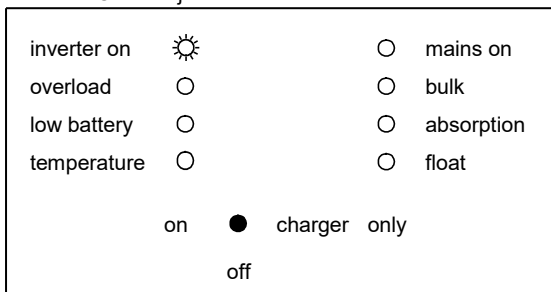 inverter on mains on
overload bulk
low battery absorption
temperature float
on charger only
off